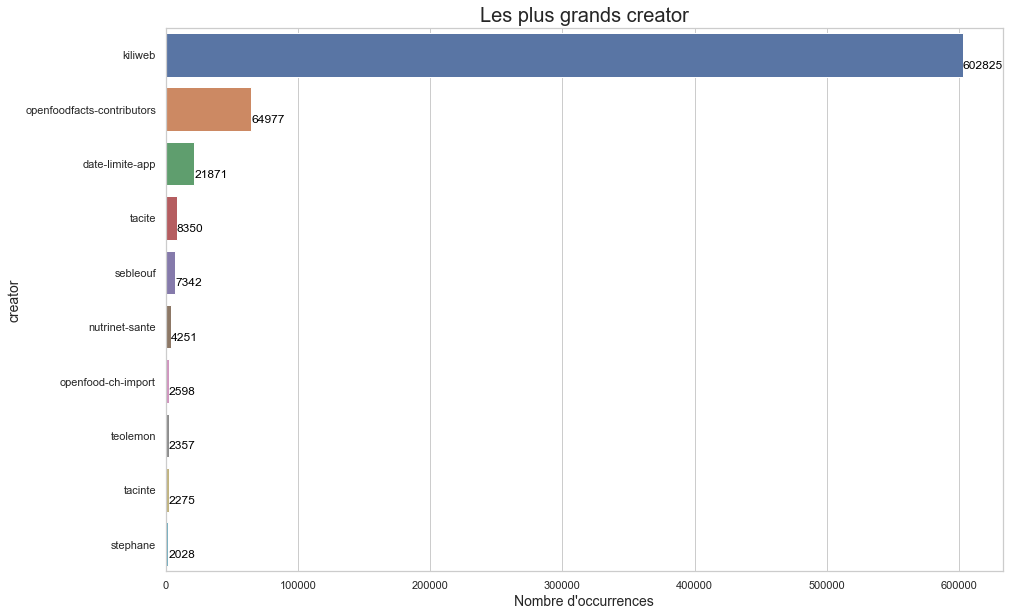 Les plus grands creator
kiliweb
602825
openfoodfacts-contributors
64977
date-limite-app
21871
tacite
8350
sebleouf
7342
creator
nutrinet-sante
4251
openfood-ch-import
2598
teolemon
2357
tacinte
2275
stephane
2028
0 100000 200000 300000 400000 500000 600000
Nombre d'occurrences